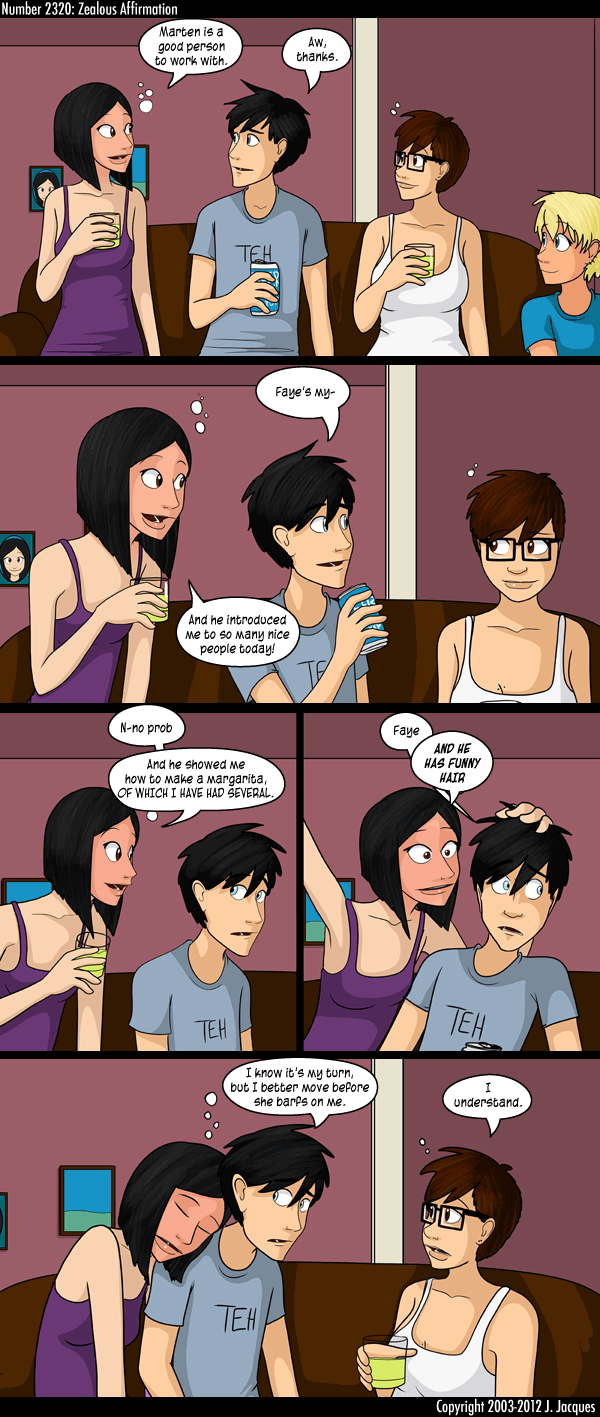 Number 2320: Zealous Affirmation
Marten is a
good person
to work with.
Aw,
thanks.
TEH
Faye's my-
And he introduced
me to so many nice
people today!
TE
N-no prob
And he showed me
how to make a margarita,
OF WHICH I HAVE HAD SEVERAL.
TEH
Faye
AND HE
HAS FUNNY
HAIR
TEH
I know it's my turn,
but I better move before
she barfs on me.
I
understand.
TEH
Copyright 2003-2012 J. Jacques